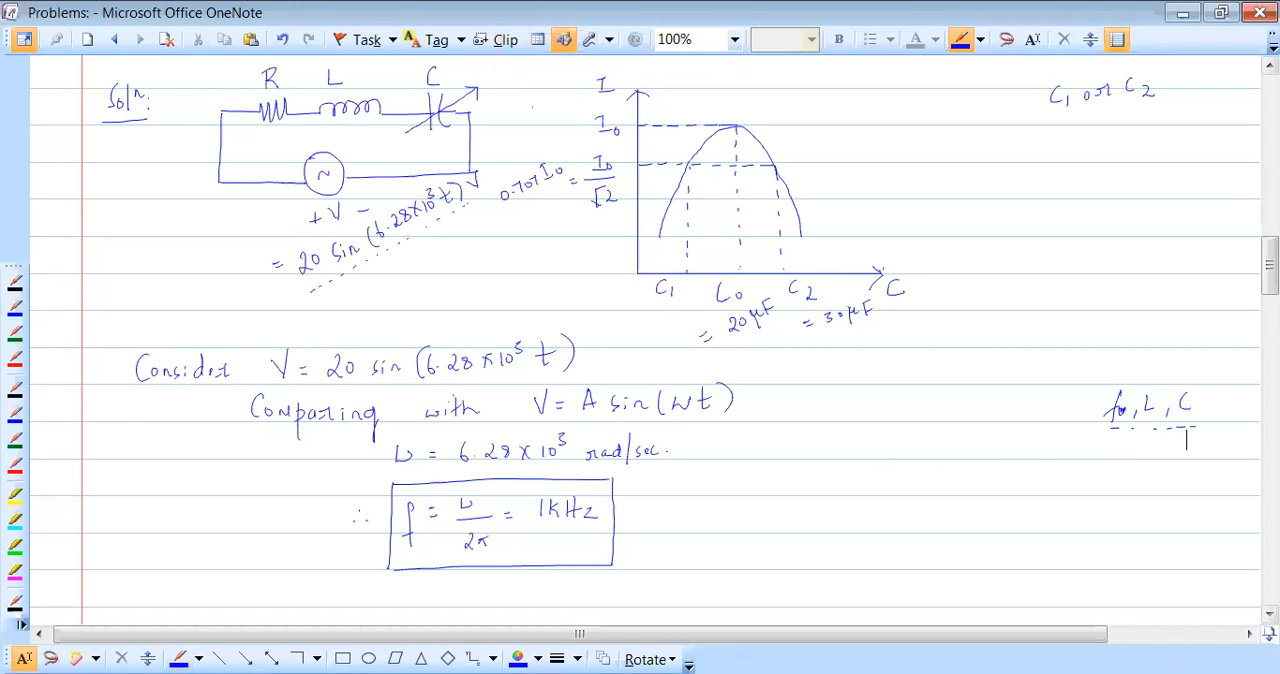 Problems: - Microsoft Office OneNote
Task Tag Clip 100% B A A
Soln:
R L C
+ V -
V
= 20 sin (6.28×10³ t)
I
I₀
0.707 I₀ = I₀/√2
C₁ C₀ C₂ C
= 20 μF = 30 μF
C₁ or C₂
Consider V = 20 sin (6.28×10³ t)
Comparing with V = A sin (ωt)
f₀, L, C
ω = 6.28×10³ rad/sec.
∴ f = ω/2π = 1KHz
AI Rotate